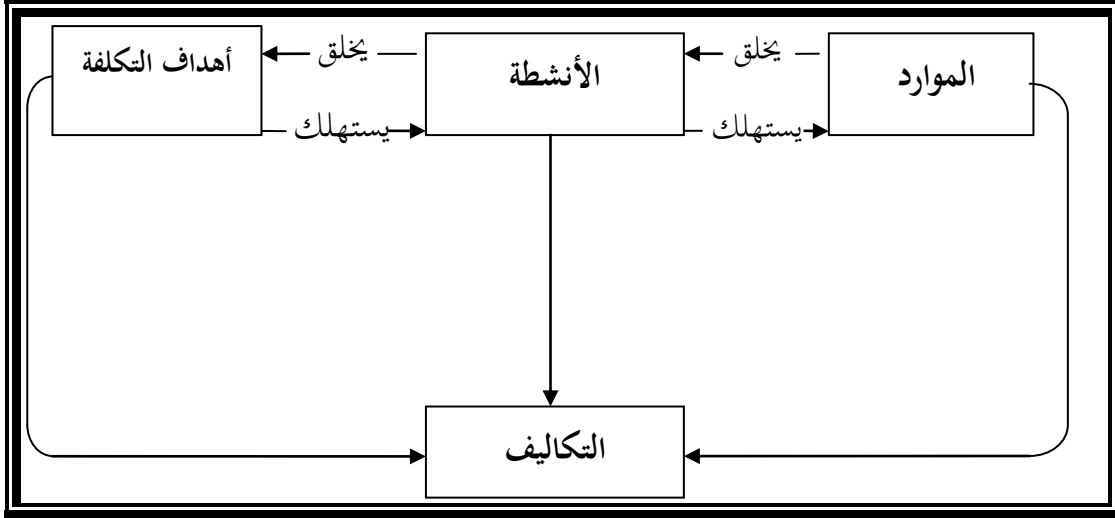 الموارد
يخلق
الأنشطة
يخلق
أهداف التكلفة
يستهلك
يستهلك
التكاليف